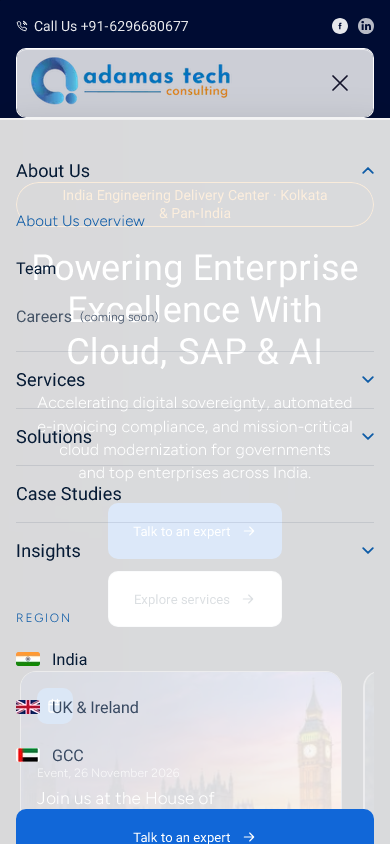 Call Us +91-6296680677
adamas tech
consulting
About Us
India Engineering Delivery Center · Kolkata
& Pan-India
About Us overview
Powering Enterprise
Team
Excellence With
Careers (coming soon)
Cloud, SAP & AI
Services
Accelerating digital sovereignty, automated
e-invoicing compliance, and mission-critical
Solutions
cloud modernization for governments
and top enterprises across India.
Case Studies
Talk to an expert
Insights
Explore services
REGION
India
UK & Ireland
GCC
Event, 26 November 2026
Join us at the House of
Talk to an expert